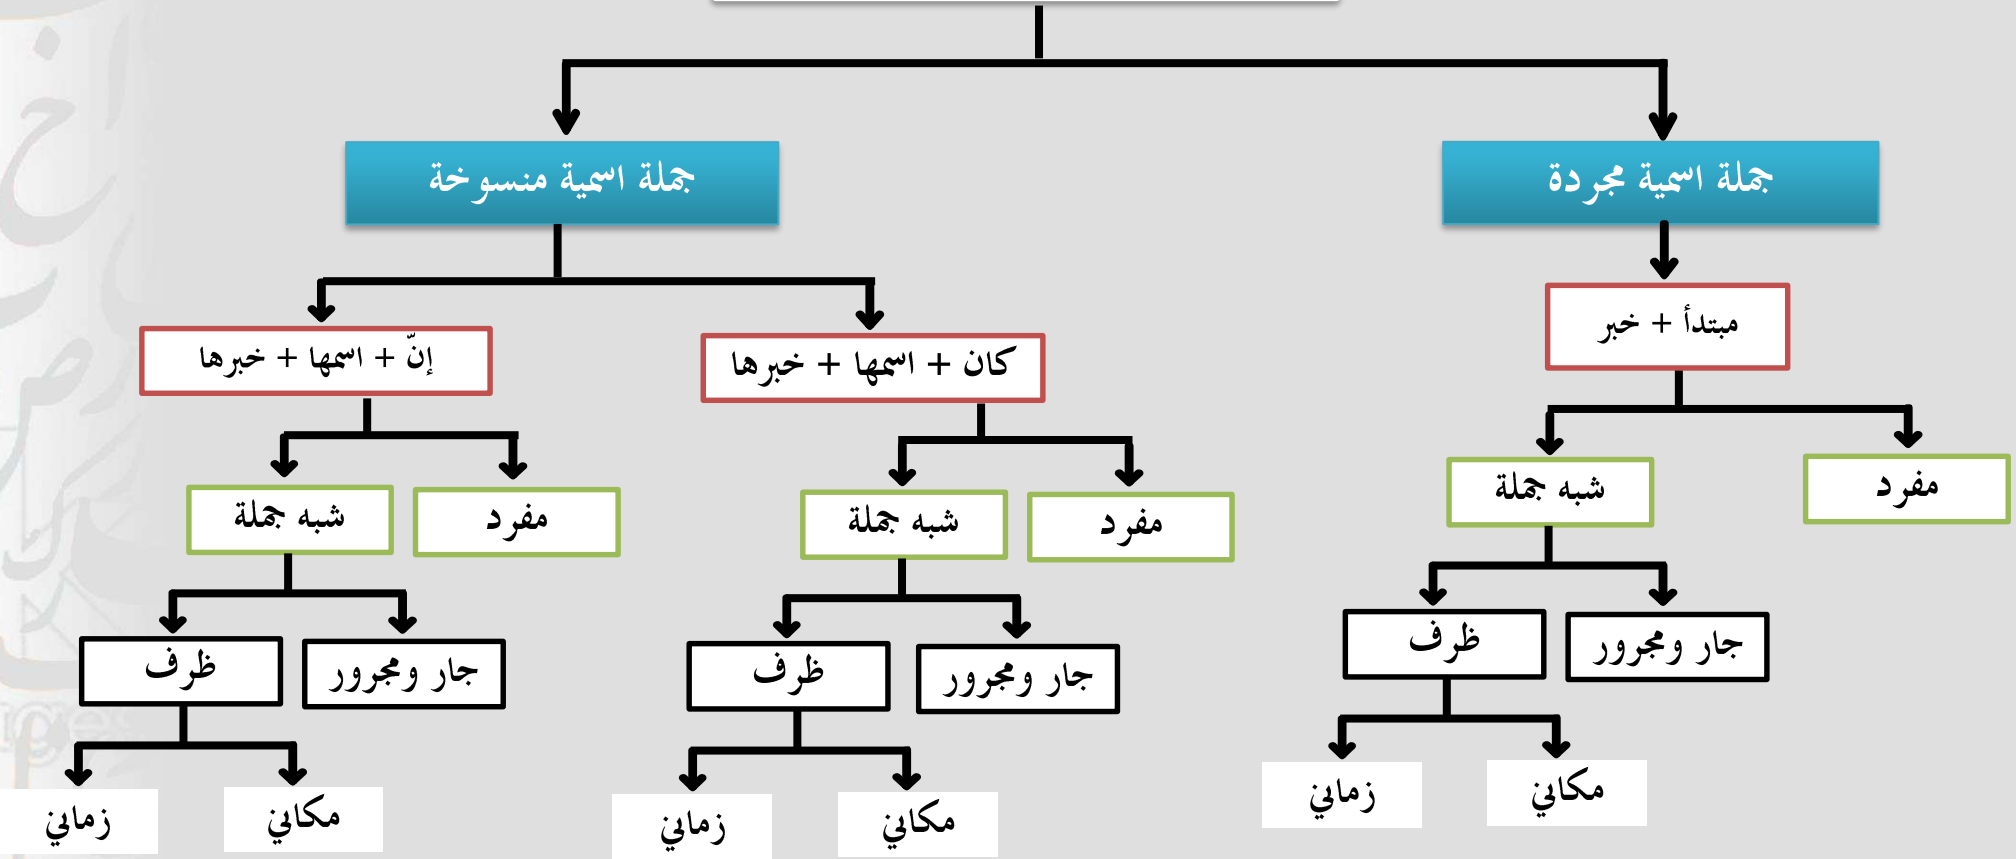 جملة اسمية مجردة
جملة اسمية منسوخة
مبتدأ + خبر
كان + اسمها + خبرها
إنّ + اسمها + خبرها
مفرد
شبه جملة
مفرد
شبه جملة
مفرد
شبه جملة
جار ومجرور
ظرف
جار ومجرور
ظرف
جار ومجرور
ظرف
مكاني
زماني
مكاني
زماني
مكاني
زماني